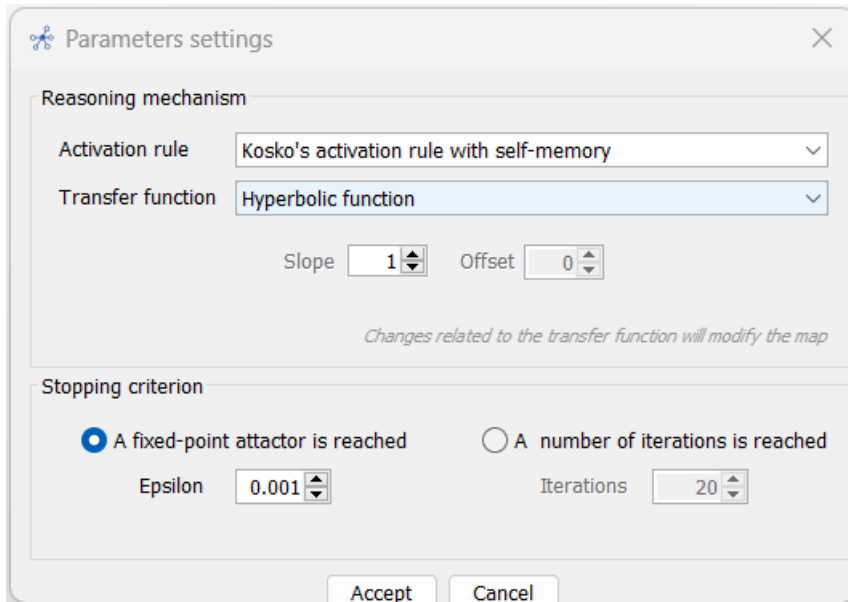 Parameters settings
Reasoning mechanism
Activation rule Kosko's activation rule with self-memory
Transfer function Hyperbolic function
Slope 1 Offset 0
Changes related to the transfer function will modify the map
Stopping criterion
A fixed-point attactor is reached A number of iterations is reached
Epsilon 0.001 Iterations 20
Accept Cancel